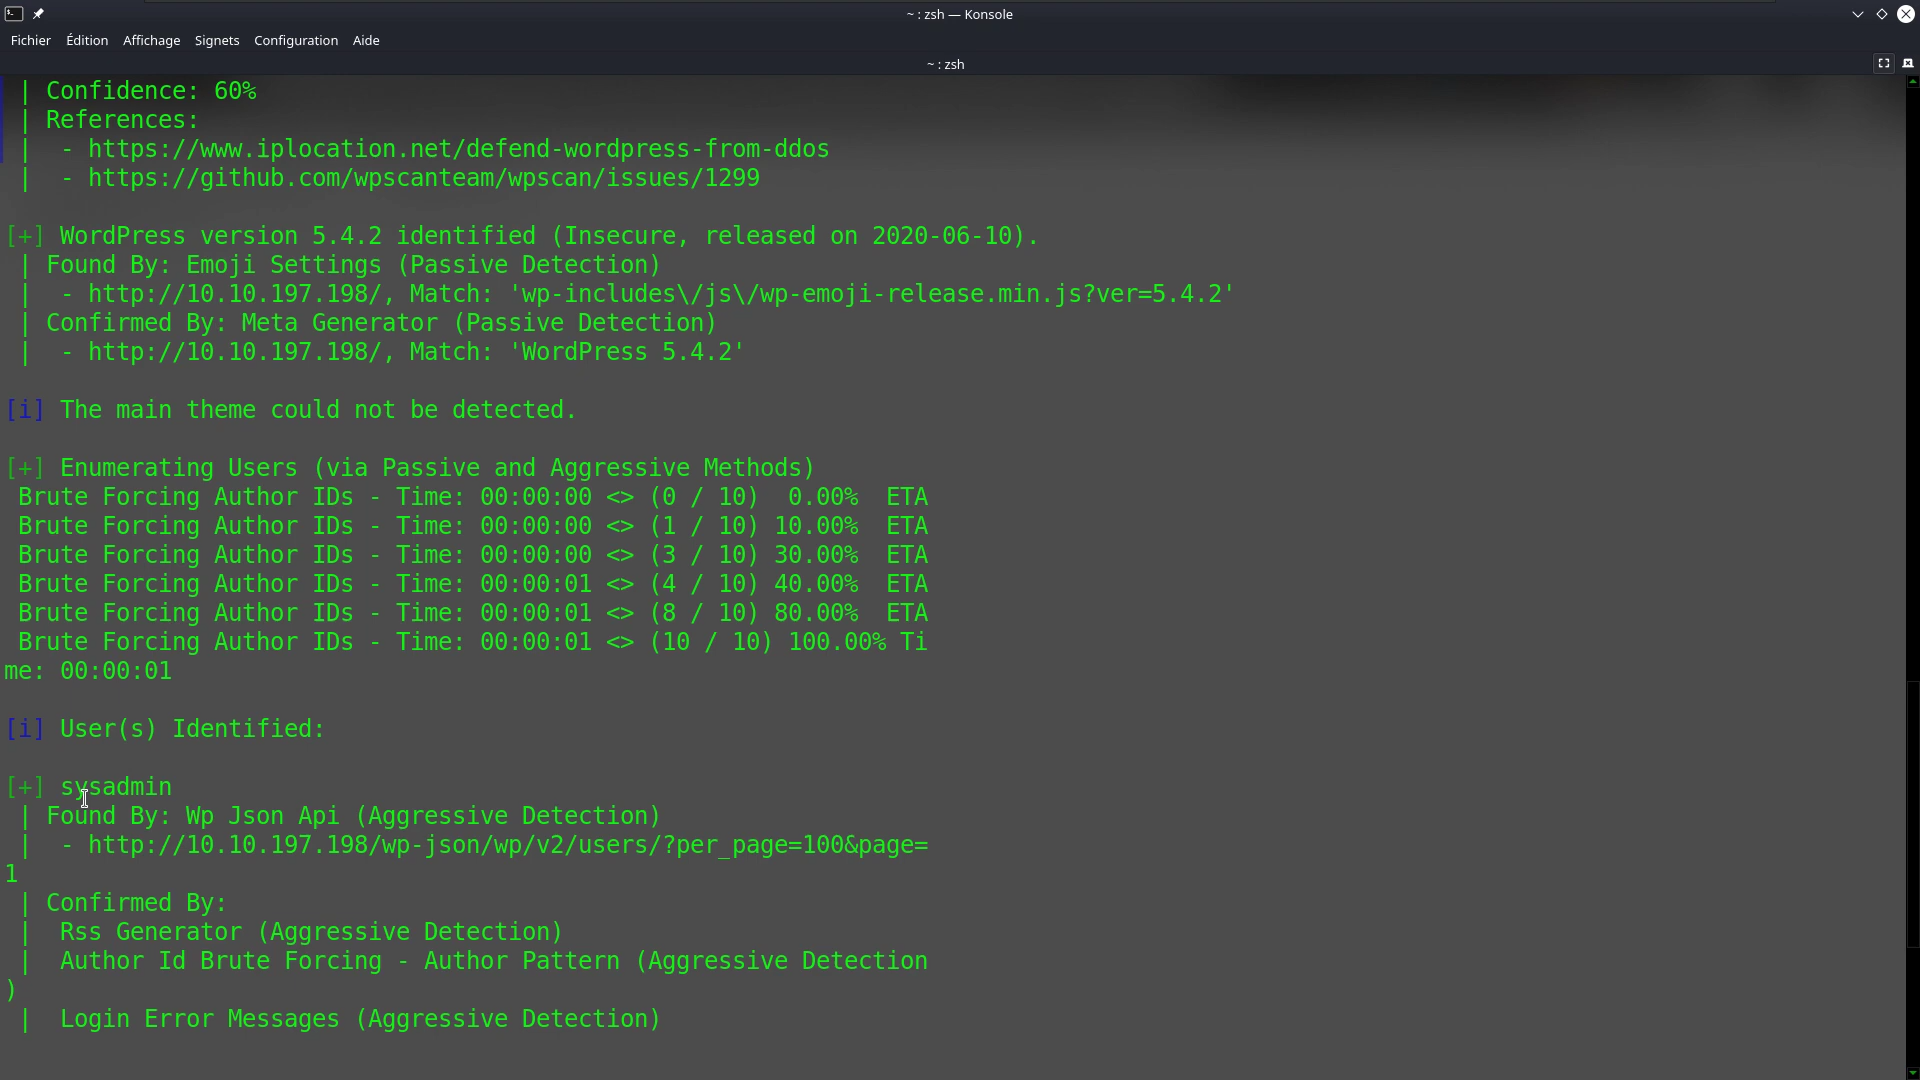 ~ : zsh — Konsole
Fichier Édition Affichage Signets Configuration Aide
~ : zsh
| Confidence: 60%
| References:
|  - https://www.iplocation.net/defend-wordpress-from-ddos
|  - https://github.com/wpscanteam/wpscan/issues/1299
[+] WordPress version 5.4.2 identified (Insecure, released on 2020-06-10).
| Found By: Emoji Settings (Passive Detection)
|  - http://10.10.197.198/, Match: 'wp-includes\/js\/wp-emoji-release.min.js?ver=5.4.2'
| Confirmed By: Meta Generator (Passive Detection)
|  - http://10.10.197.198/, Match: 'WordPress 5.4.2'
[i] The main theme could not be detected.
[+] Enumerating Users (via Passive and Aggressive Methods)
Brute Forcing Author IDs - Time: 00:00:00 <> (0 / 10)  0.00%  ETA
Brute Forcing Author IDs - Time: 00:00:00 <> (1 / 10) 10.00%  ETA
Brute Forcing Author IDs - Time: 00:00:00 <> (3 / 10) 30.00%  ETA
Brute Forcing Author IDs - Time: 00:00:01 <> (4 / 10) 40.00%  ETA
Brute Forcing Author IDs - Time: 00:00:01 <> (8 / 10) 80.00%  ETA
Brute Forcing Author IDs - Time: 00:00:01 <> (10 / 10) 100.00% Ti
me: 00:00:01
[i] User(s) Identified:
[+] sysadmin
| Found By: Wp Json Api (Aggressive Detection)
|  - http://10.10.197.198/wp-json/wp/v2/users/?per_page=100&page=
1
| Confirmed By:
|  Rss Generator (Aggressive Detection)
|  Author Id Brute Forcing - Author Pattern (Aggressive Detection
)
|  Login Error Messages (Aggressive Detection)